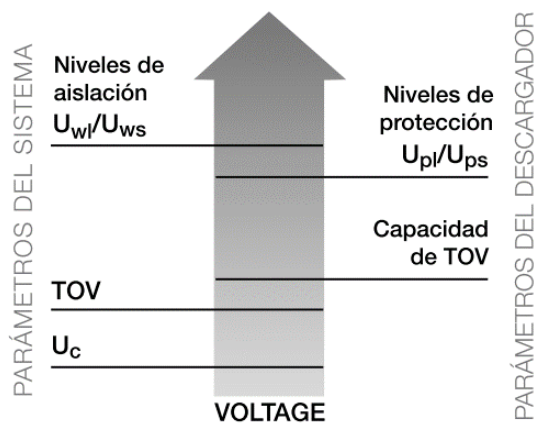 PARÁMETROS DEL SISTEMA
Niveles de
aislación
Uwl/Uws
TOV
Uc
Niveles de
protección
Upl/Ups
Capacidad
de TOV
PARÁMETROS DEL DESCARGADOR
VOLTAGE